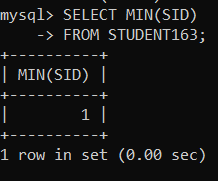 mysql> SELECT MIN(SID)
    -> FROM STUDENT163;
+----------+
| MIN(SID) |
+----------+
|        1 |
+----------+
1 row in set (0.00 sec)